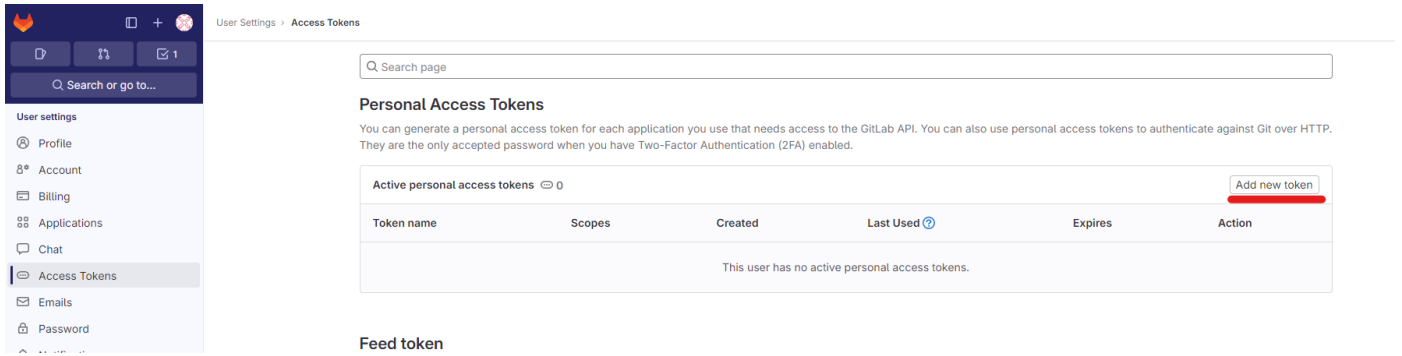 User Settings › Access Tokens
1
Search or go to...
User settings
Profile
Account
Billing
Applications
Chat
Access Tokens
Emails
Password
Search page
Personal Access Tokens
You can generate a personal access token for each application you use that needs access to the GitLab API. You can also use personal access tokens to authenticate against Git over HTTP.
They are the only accepted password when you have Two-Factor Authentication (2FA) enabled.
Active personal access tokens 0 Add new token
Token name Scopes Created Last Used Expires Action
This user has no active personal access tokens.
Feed token